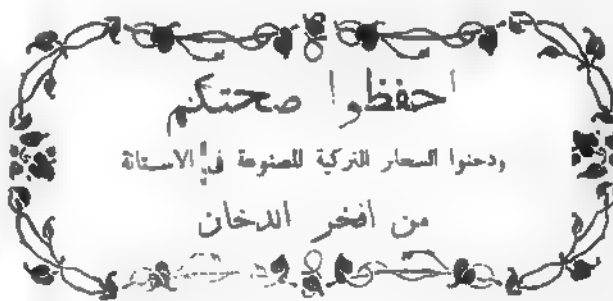 احفظوا صحتكم
ودخنوا السجاير التركية المصنوعة في الاستانة
من افخر الدخان